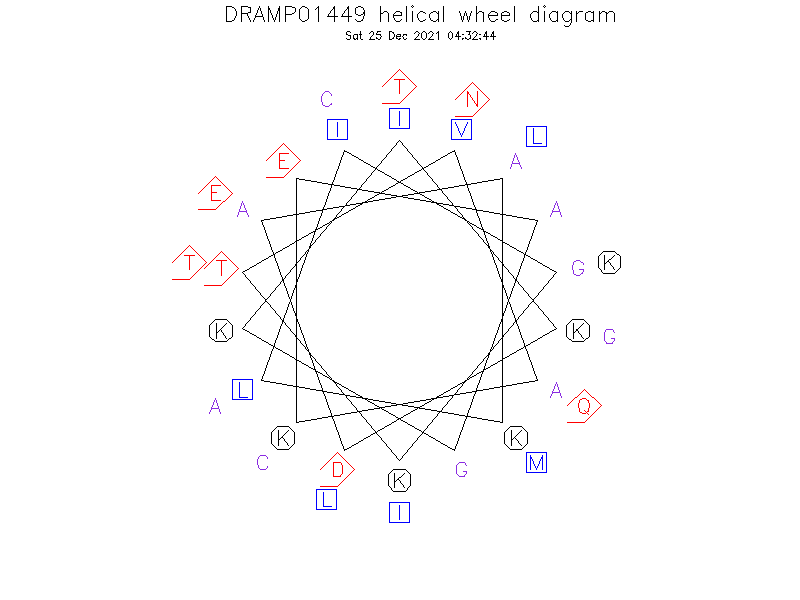 DRAMP01449 helical wheel diagram
Sat 25 Dec 2021 04:32:44
T
C N
I I V
L
E A
E A A
T T G K
K K G
L A
A Q
K K
C D G M
K
L
I